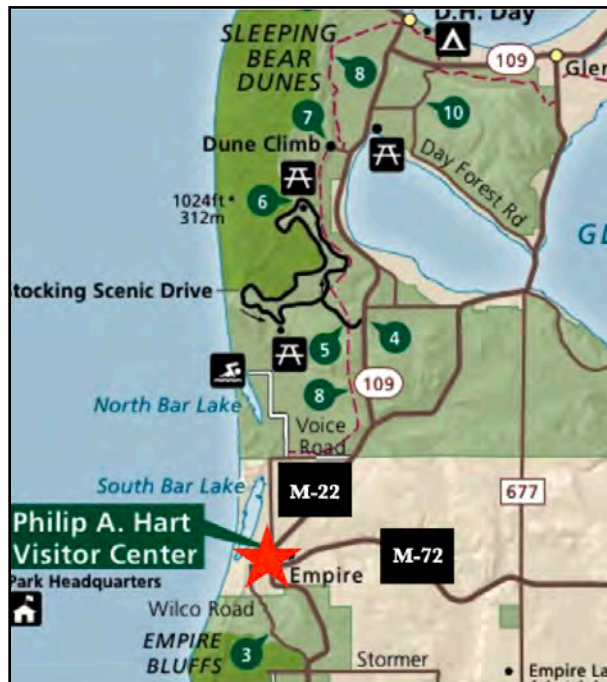 D.H. Day
SLEEPING
BEAR
DUNES
8
109
Glen
7
10
Dune Climb
Day Forest Rd
6
1024ft
312m
GL
tocking Scenic Drive
5
4
8
109
North Bar Lake
Voice
Road
South Bar Lake
M-22
677
Philip A. Hart
Visitor Center
M-72
Park Headquarters
Empire
Wilco Road
EMPIRE
BLUFFS
3
Stormer
Empire La